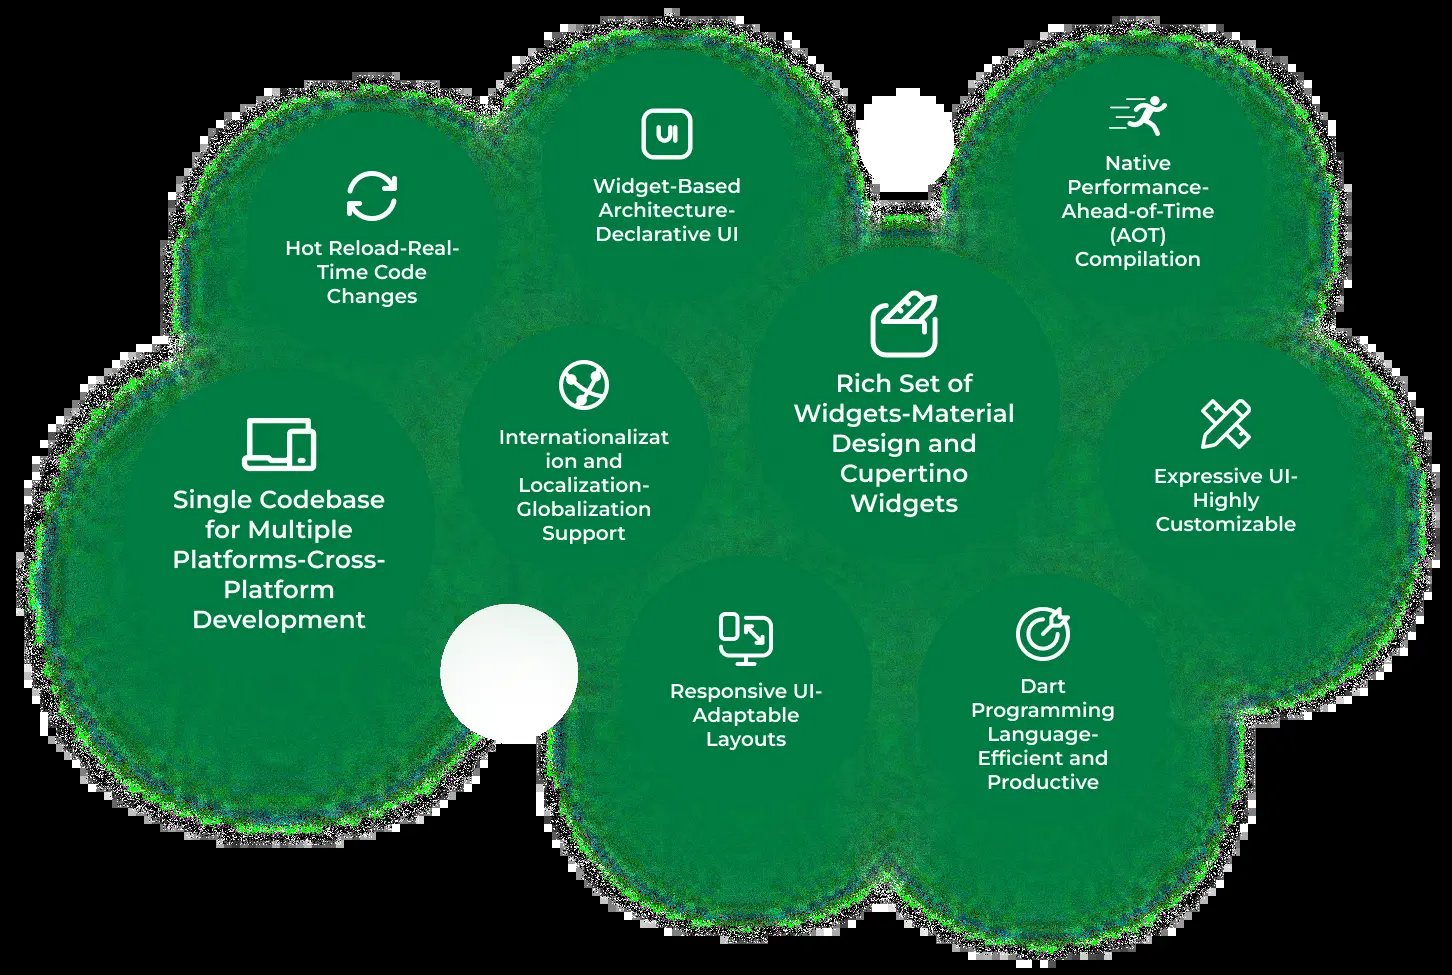 UI
Widget-Based
Architecture-
Declarative UI
Native
Performance-
Ahead-of-Time
(AOT)
Compilation
Hot Reload-Real-
Time Code
Changes
Rich Set of
Widgets-Material
Design and
Cupertino
Widgets
Internationalizat
ion and
Localization-
Globalization
Support
Expressive UI-
Highly
Customizable
Single Codebase
for Multiple
Platforms-Cross-
Platform
Development
Responsive UI-
Adaptable
Layouts
Dart
Programming
Language-
Efficient and
Productive